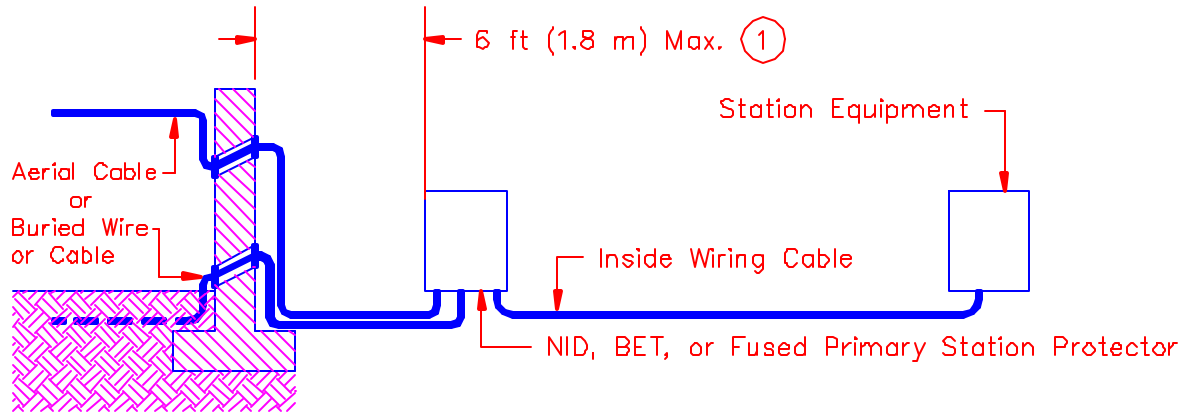 6 ft (1.8 m) Max. 1
Station Equipment
Aerial Cable
or
Buried Wire
or Cable
Inside Wiring Cable
NID, BET, or Fused Primary Station Protector